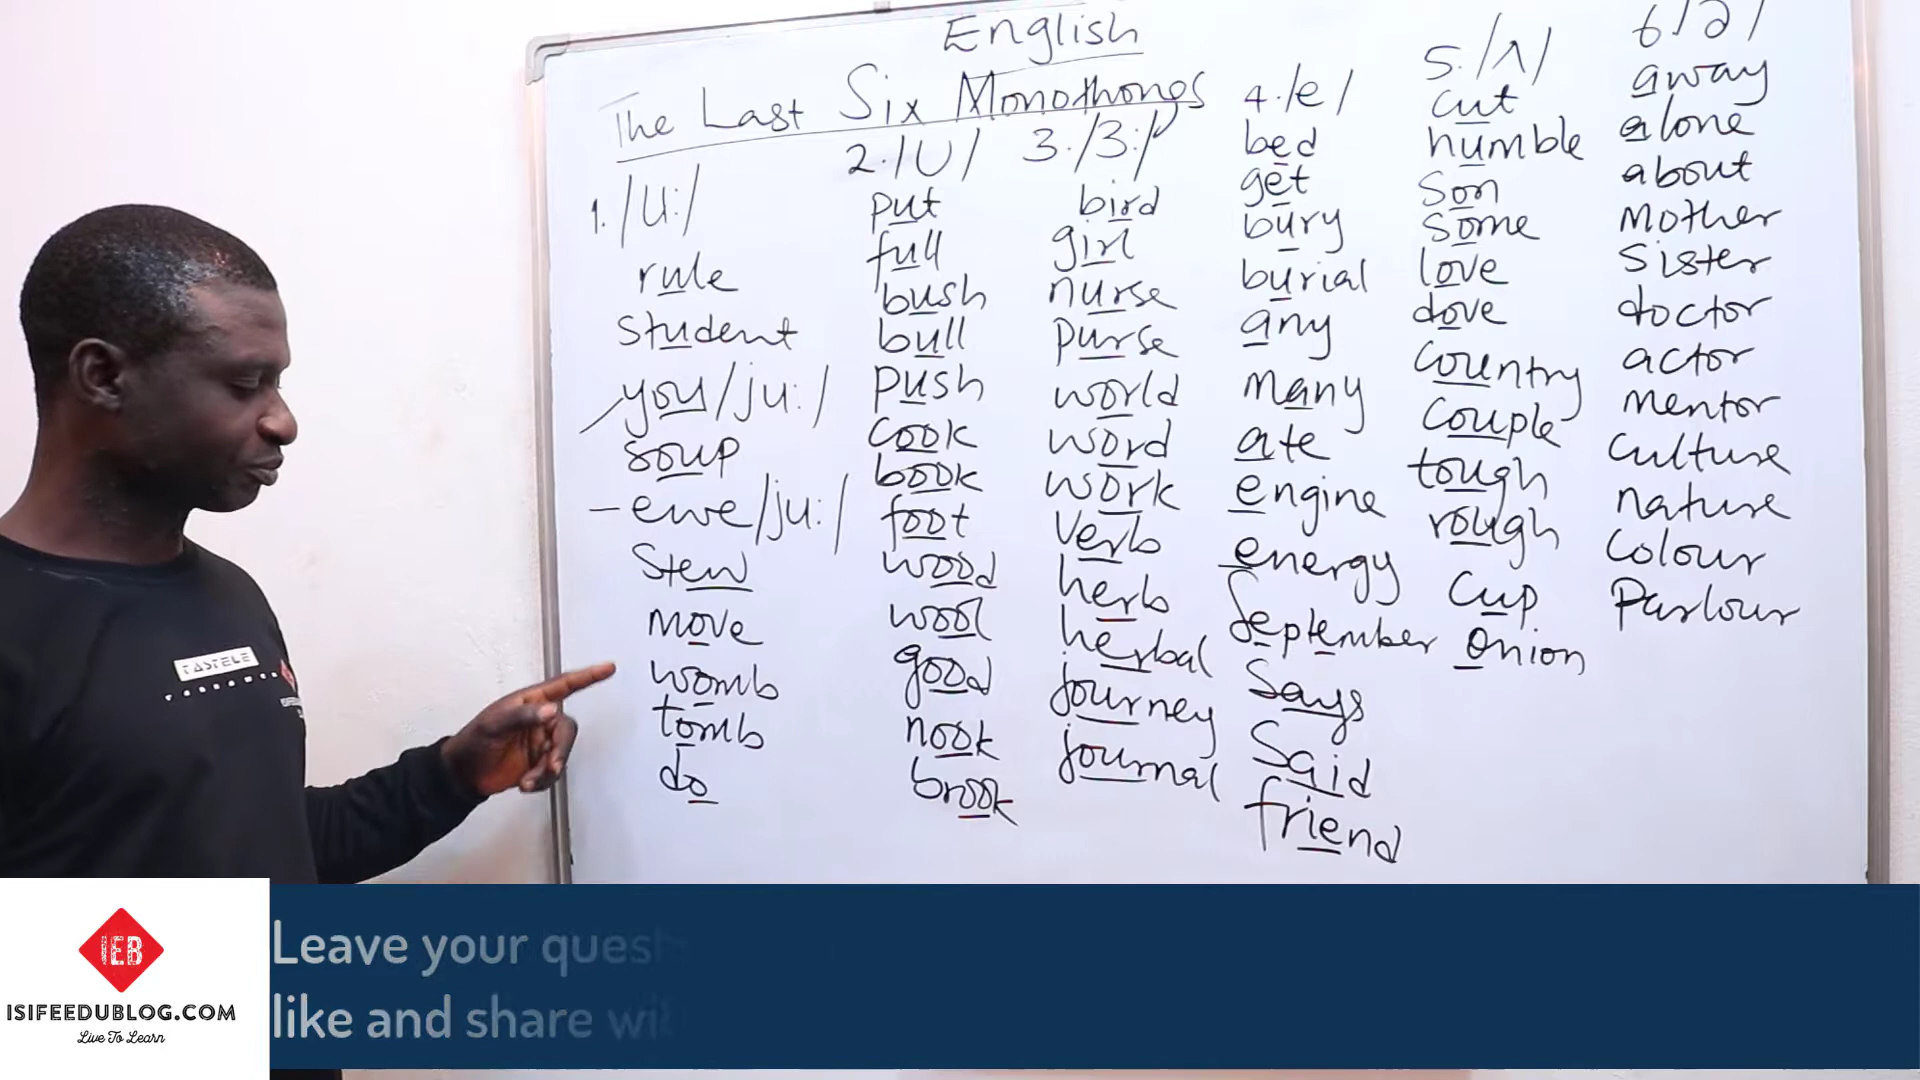 English
The Last Six Monothongs
1. /u:/
rule
student
you /ju:/
soup
- ewe /ju:/
stew
move
womb
tomb
do
2. /U/
put
full
bush
bull
push
cook
book
foot
wood
wool
good
nook
brook
3. /3:/
bird
girl
nurse
purse
world
word
work
verb
herb
herbal
journey
journal
4. /e/
bed
get
bury
burial
any
many
ate
engine
energy
September
Says
Said
friend
5. /ʌ/
cut
humble
son
some
love
dove
country
couple
tough
rough
cup
onion
6 /ə/
away
alone
about
mother
sister
doctor
actor
mentor
culture
nature
colour
Parlour
TASTELE
IEB
ISIFEEDUBLOG.COM
Live To Learn
Leave your quest
like and share wit